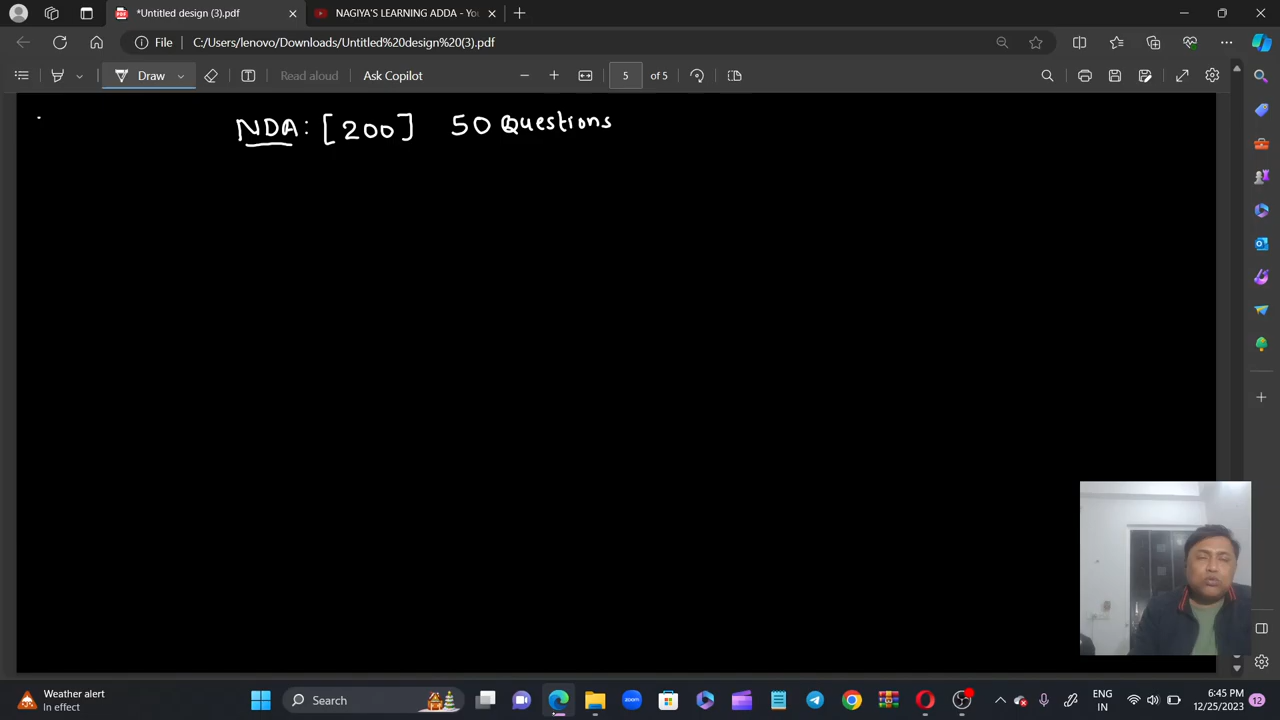 *Untitled design (3).pdf
NAGIYA'S LEARNING ADDA - You
File
C:/Users/lenovo/Downloads/Untitled%20design%20(3).pdf
Draw
Read aloud
Ask Copilot
5
of 5
NDA: [200] 50 Questions
Weather alert
In effect
Search
zoom
ENG
IN
6:45 PM
12/25/2023
12